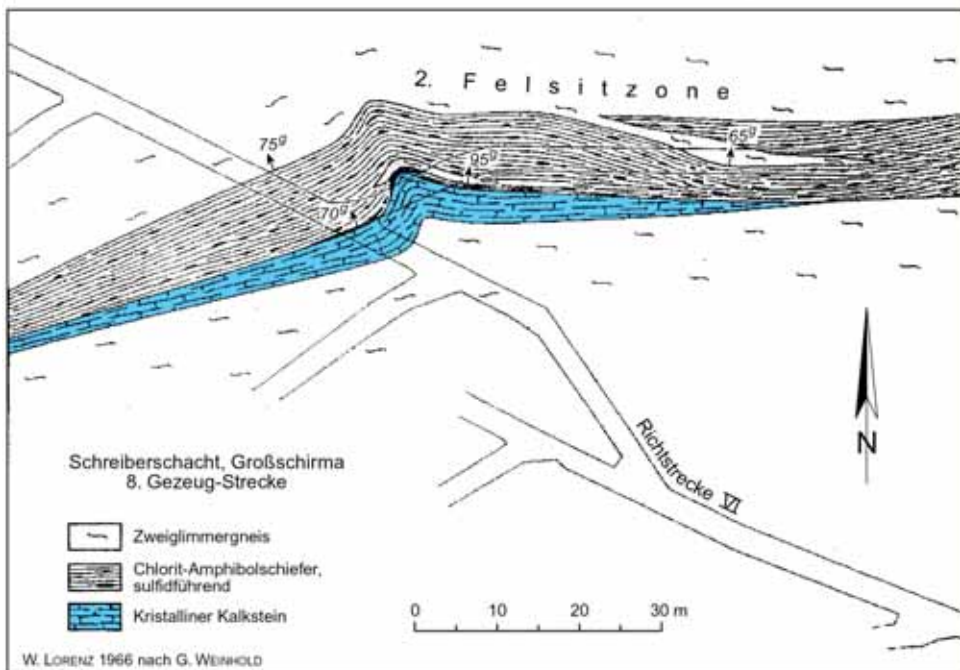 2. Felsitzone
75g
65g
95g
70g
Richtstrecke VI
N
Schreiberschacht, Großschirma
8. Gezeug-Strecke
Zweiglimmergneis
Chlorit-Amphibolschiefer,
sulfidführend
Kristalliner Kalkstein
0 10 20 30 m
W. LORENZ 1966 nach G. WEINHOLD